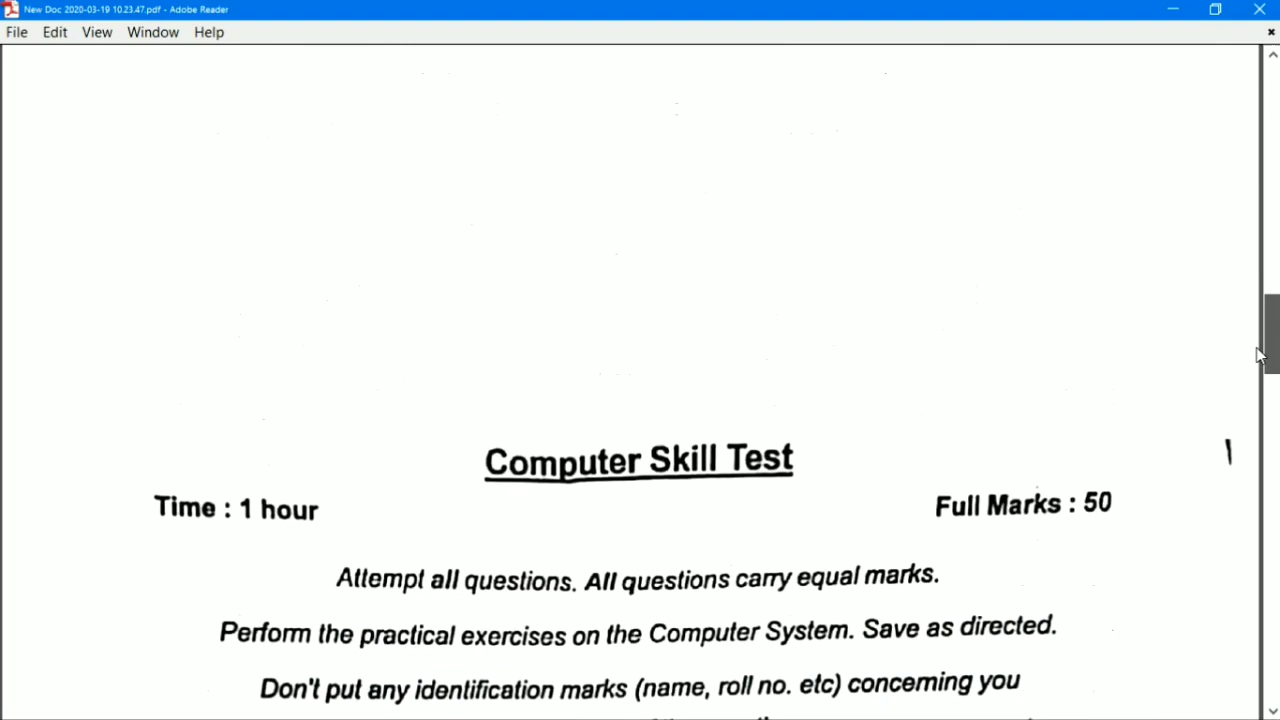 New Doc 2020-03-19 10.23.47.pdf - Adobe Reader
File Edit View Window Help
Computer Skill Test
Time : 1 hour
Full Marks : 50
Attempt all questions. All questions carry equal marks.
Perform the practical exercises on the Computer System. Save as directed.
Don't put any identification marks (name, roll no. etc) concerning you